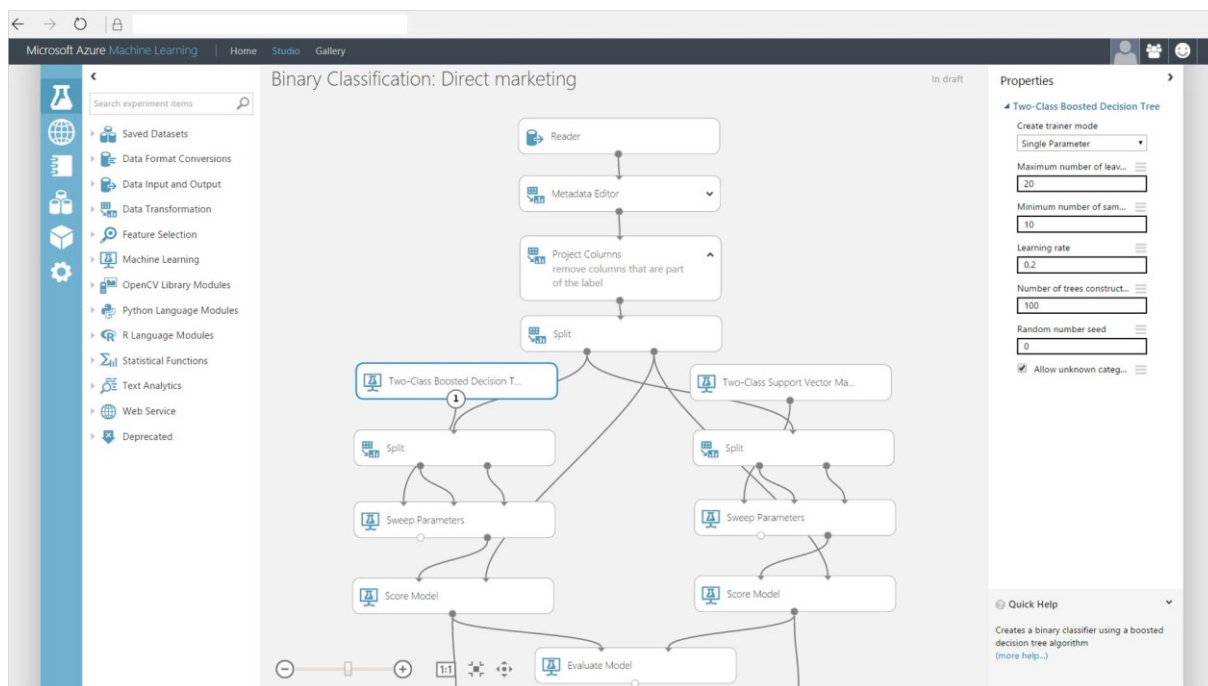 Microsoft Azure Machine Learning | Home Studio Gallery
Binary Classification: Direct marketing
In draft
Search experiment items
Saved Datasets
Data Format Conversions
Data Input and Output
Data Transformation
Feature Selection
Machine Learning
OpenCV Library Modules
Python Language Modules
R Language Modules
Statistical Functions
Text Analytics
Web Service
Deprecated
Reader
Metadata Editor
Project Columns
remove columns that are part
of the label
Split
Two-Class Boosted Decision T...
Two-Class Support Vector Ma...
1
Split
Split
Sweep Parameters
Sweep Parameters
Score Model
Score Model
Evaluate Model
1:1
Properties
Two-Class Boosted Decision Tree
Create trainer mode
Single Parameter
Maximum number of leav...
20
Minimum number of sam...
10
Learning rate
0.2
Number of trees construct...
100
Random number seed
0
Allow unknown categ...
Quick Help
Creates a binary classifier using a boosted
decision tree algorithm
(more help...)